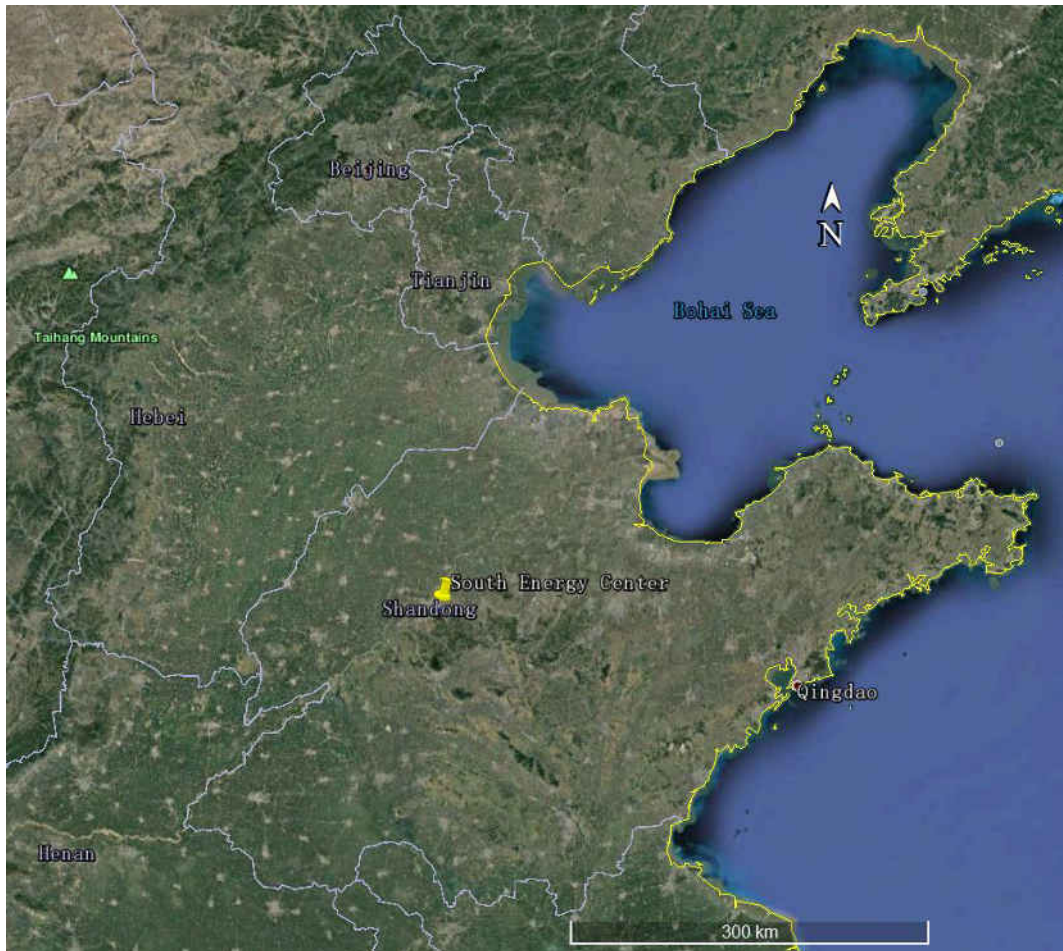 Beijing
N
Tianjin
Bohai Sea
Taihang Mountains
Hebei
South Energy Center
Shandong
Qingdao
Henan
300 km